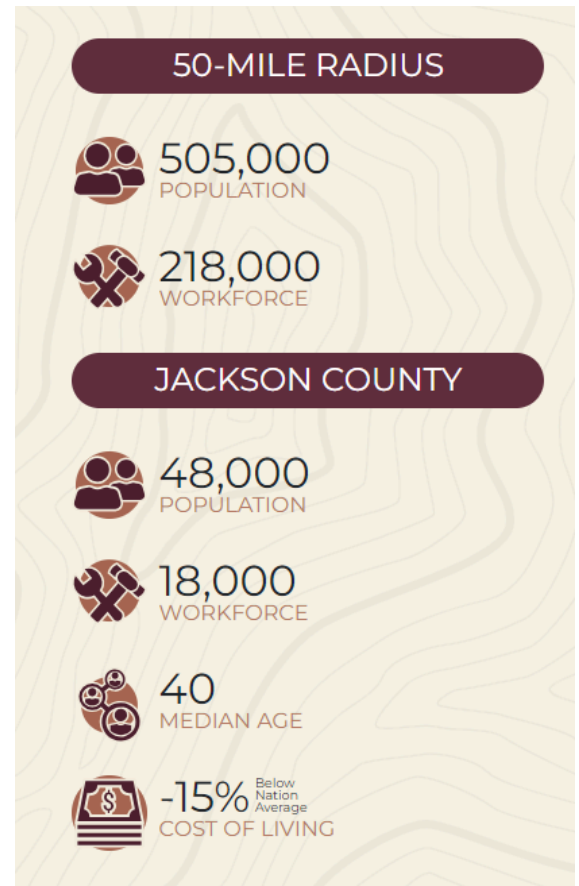 50-MILE RADIUS
505,000
POPULATION
218,000
WORKFORCE
JACKSON COUNTY
48,000
POPULATION
18,000
WORKFORCE
40
MEDIAN AGE
-15% Below
Nation
Average
COST OF LIVING